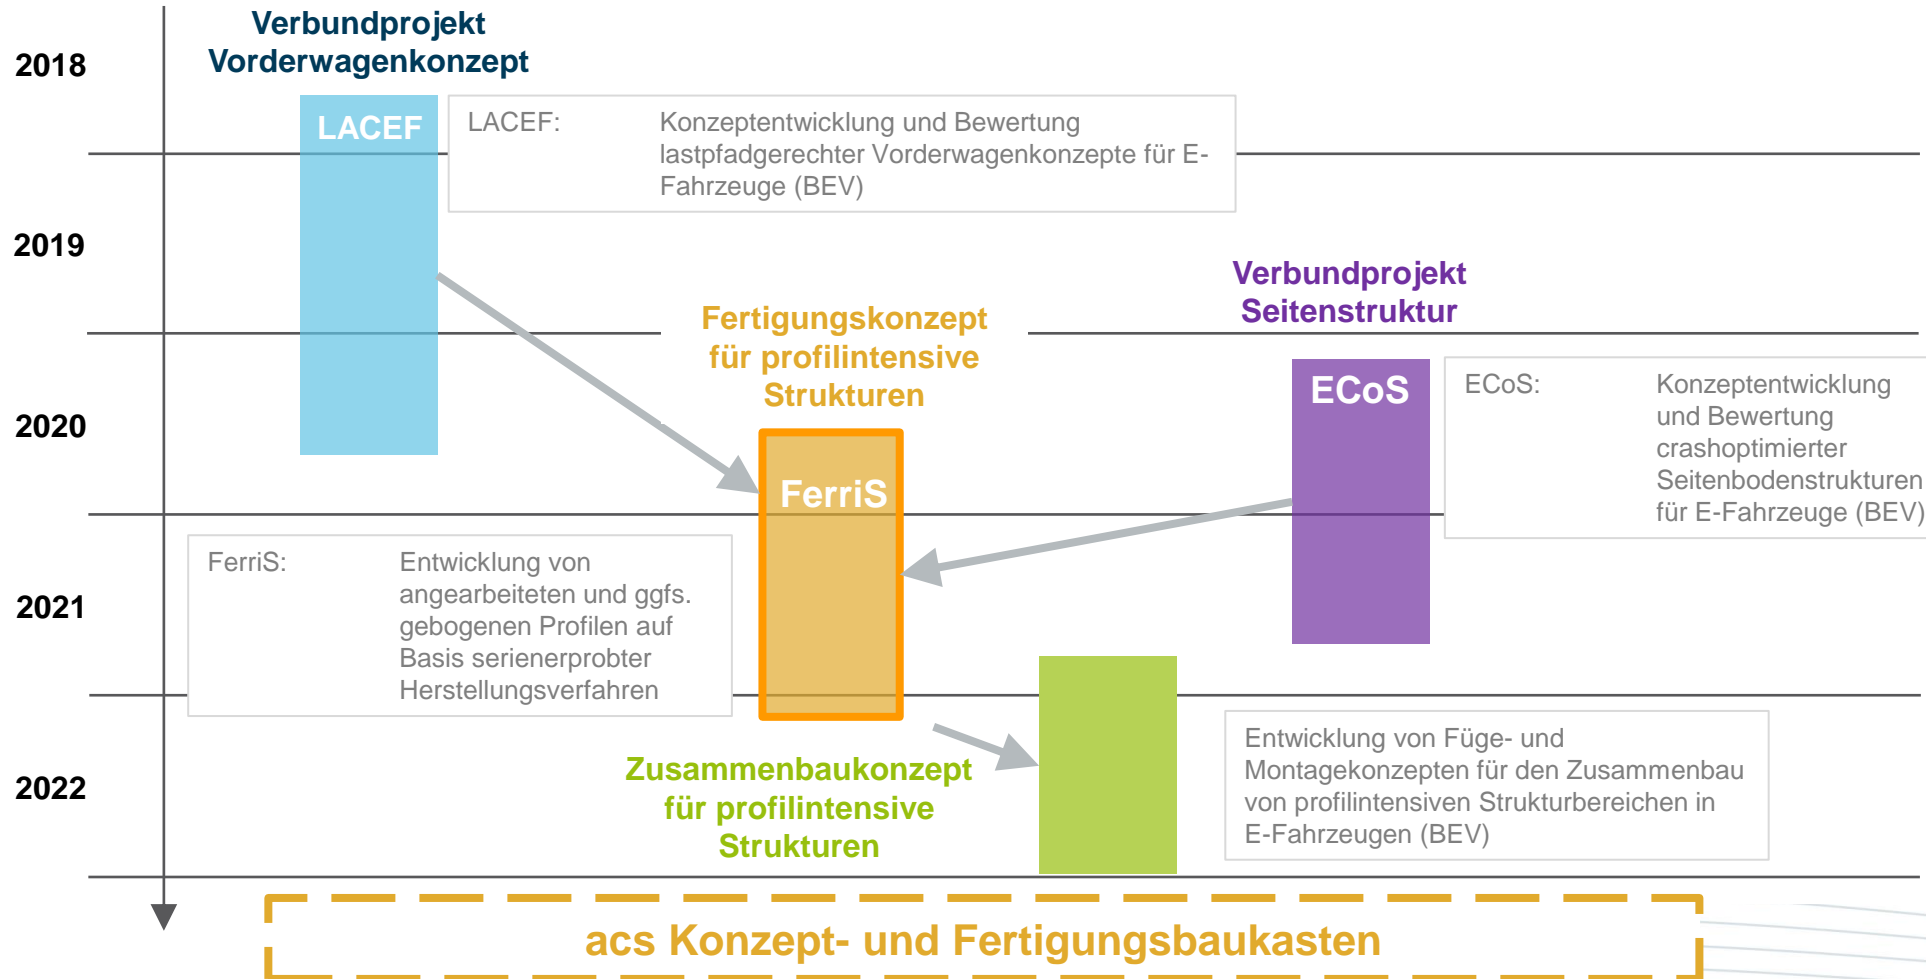 Verbundprojekt
Vorderwagenkonzept
2018
LACEF
LACEF: Konzeptentwicklung und Bewertung
lastpfadgerechter Vorderwagenkonzepte für E-
Fahrzeuge (BEV)
2019
Verbundprojekt
Seitenstruktur
Fertigungskonzept
für profilintensive
Strukturen
2020
ECoS
ECoS: Konzeptentwicklung
und Bewertung
crashoptimierter
Seitenbodenstrukturen
für E-Fahrzeuge (BEV)
FerriS
2021
FerriS: Entwicklung von
angearbeiteten und ggfs.
gebogenen Profilen auf
Basis serienerprobter
Herstellungsverfahren
2022
Zusammenbaukonzept
für profilintensive
Strukturen
Entwicklung von Füge- und
Montagekonzepten für den Zusammenbau
von profilintensiven Strukturbereichen in
E-Fahrzeugen (BEV)
acs Konzept- und Fertigungsbaukasten